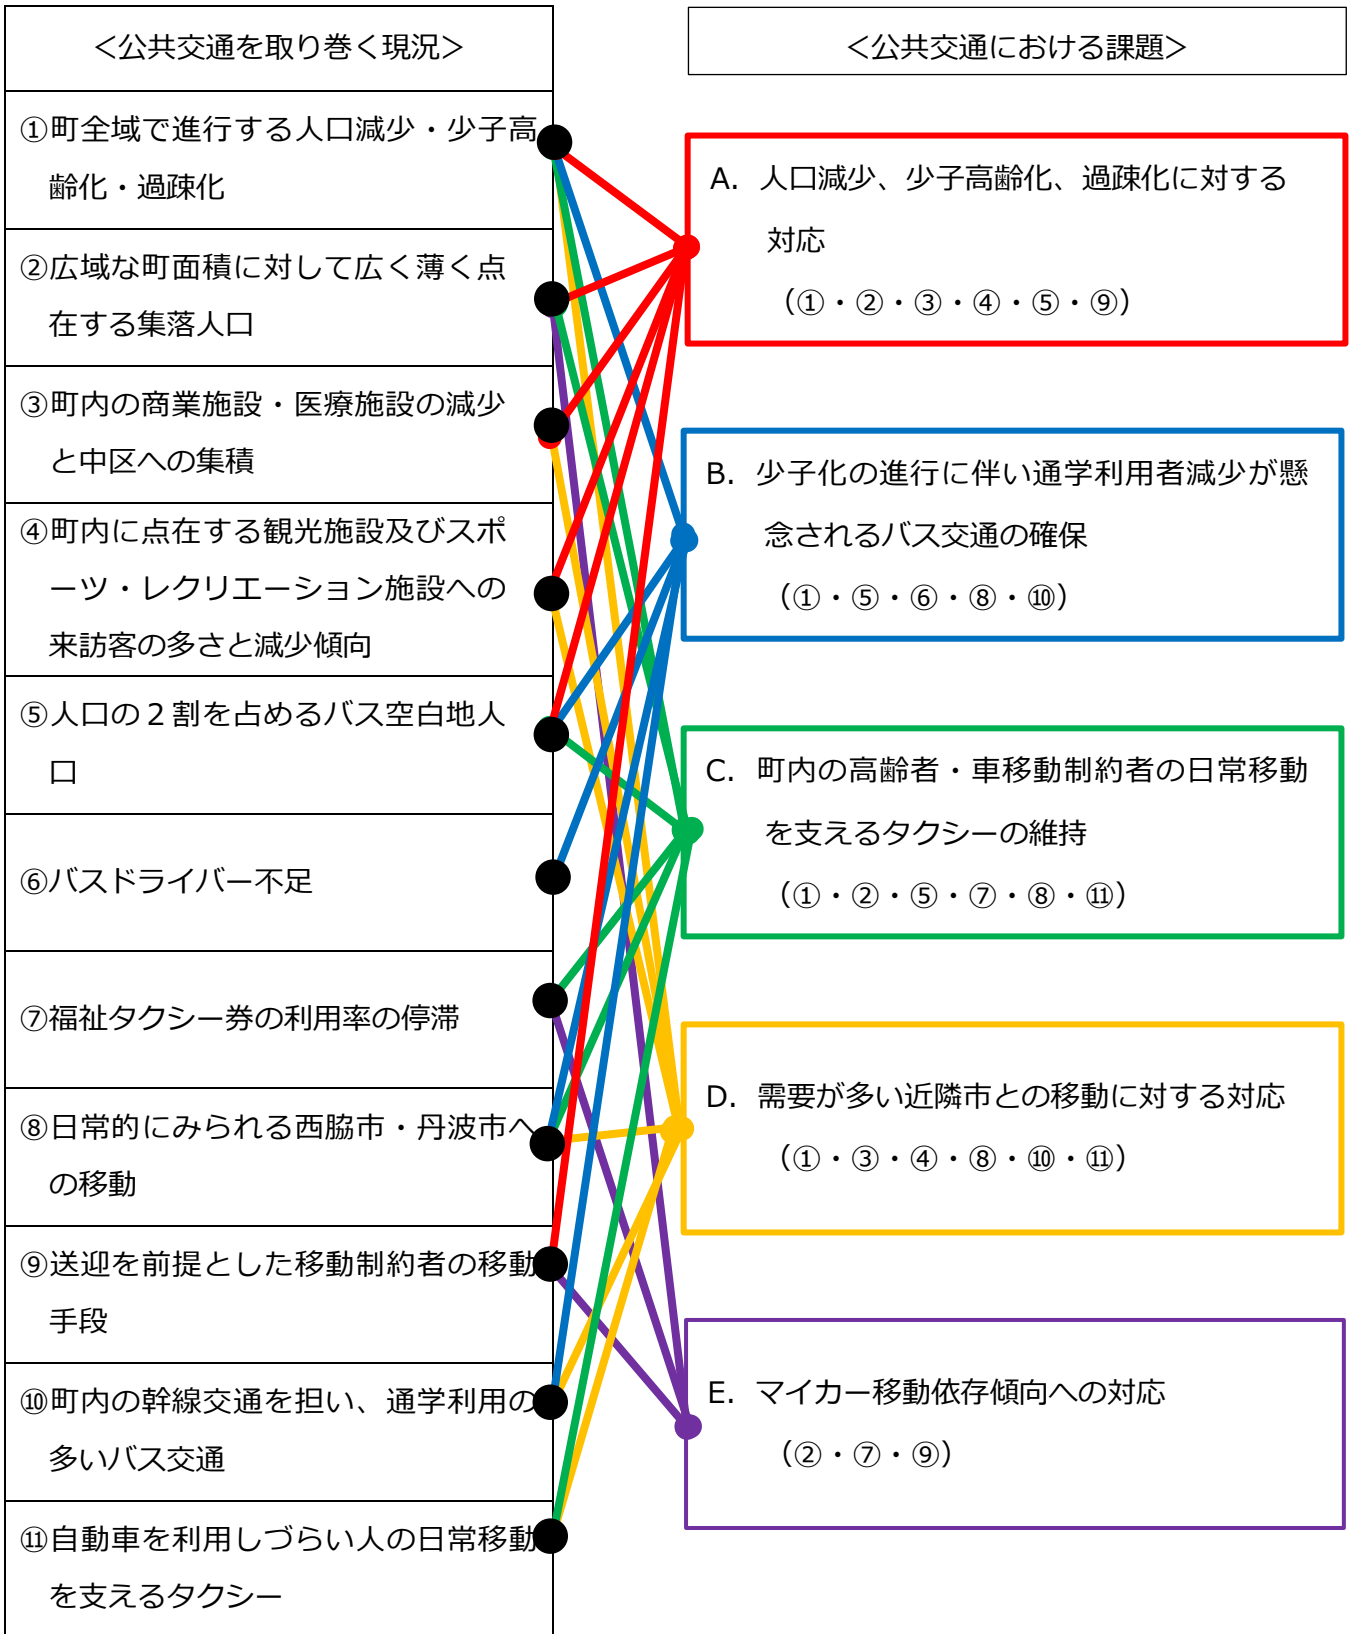 ＜公共交通を取り巻く現況＞
①町全域で進行する人口減少・少子高
齢化・過疎化
②広域な町面積に対して広く薄く点
在する集落人口
③町内の商業施設・医療施設の減少
と中区への集積
④町内に点在する観光施設及びスポ
ーツ・レクリエーション施設への
来訪客の多さと減少傾向
⑤人口の２割を占めるバス空白地人
口
⑥バスドライバー不足
⑦福祉タクシー券の利用率の停滞
⑧日常的にみられる西脇市・丹波市へ
の移動
⑨送迎を前提とした移動制約者の移動
手段
⑩町内の幹線交通を担い、通学利用の
多いバス交通
⑪自動車を利用しづらい人の日常移動
を支えるタクシー
＜公共交通における課題＞
A. 人口減少、少子高齢化、過疎化に対する
対応
（①・②・③・④・⑤・⑨）
B. 少子化の進行に伴い通学利用者減少が懸
念されるバス交通の確保
（①・⑤・⑥・⑧・⑩）
C. 町内の高齢者・車移動制約者の日常移動
を支えるタクシーの維持
（①・②・⑤・⑦・⑧・⑪）
D. 需要が多い近隣市との移動に対する対応
（①・③・④・⑧・⑩・⑪）
E. マイカー移動依存傾向への対応
（②・⑦・⑨）